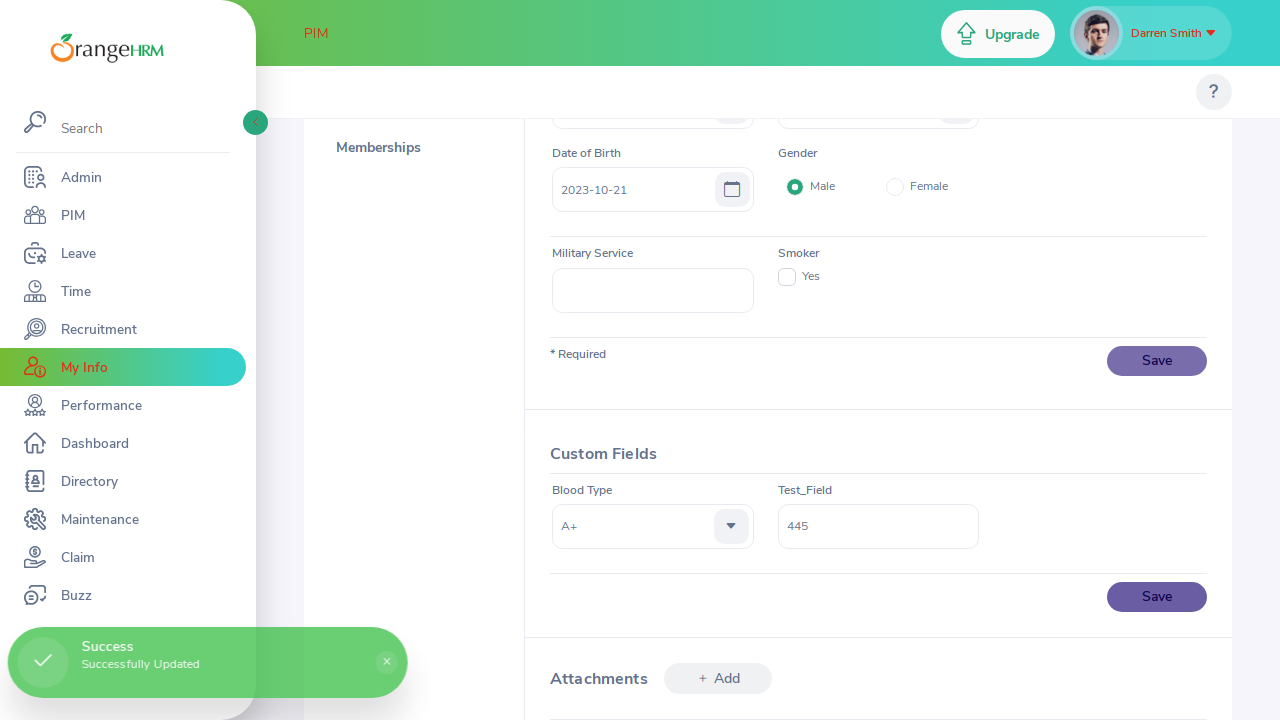 OrangeHRM
PIM
Upgrade
Darren Smith
?
Search
Admin
PIM
Leave
Time
Recruitment
My Info
Performance
Dashboard
Directory
Maintenance
Claim
Buzz
Memberships
Date of Birth
Gender
2023-10-21
Male
Female
Military Service
Smoker
Yes
* Required
Save
Custom Fields
Blood Type
Test_Field
A+
445
Save
Attachments
+ Add
Success
Successfully Updated
×